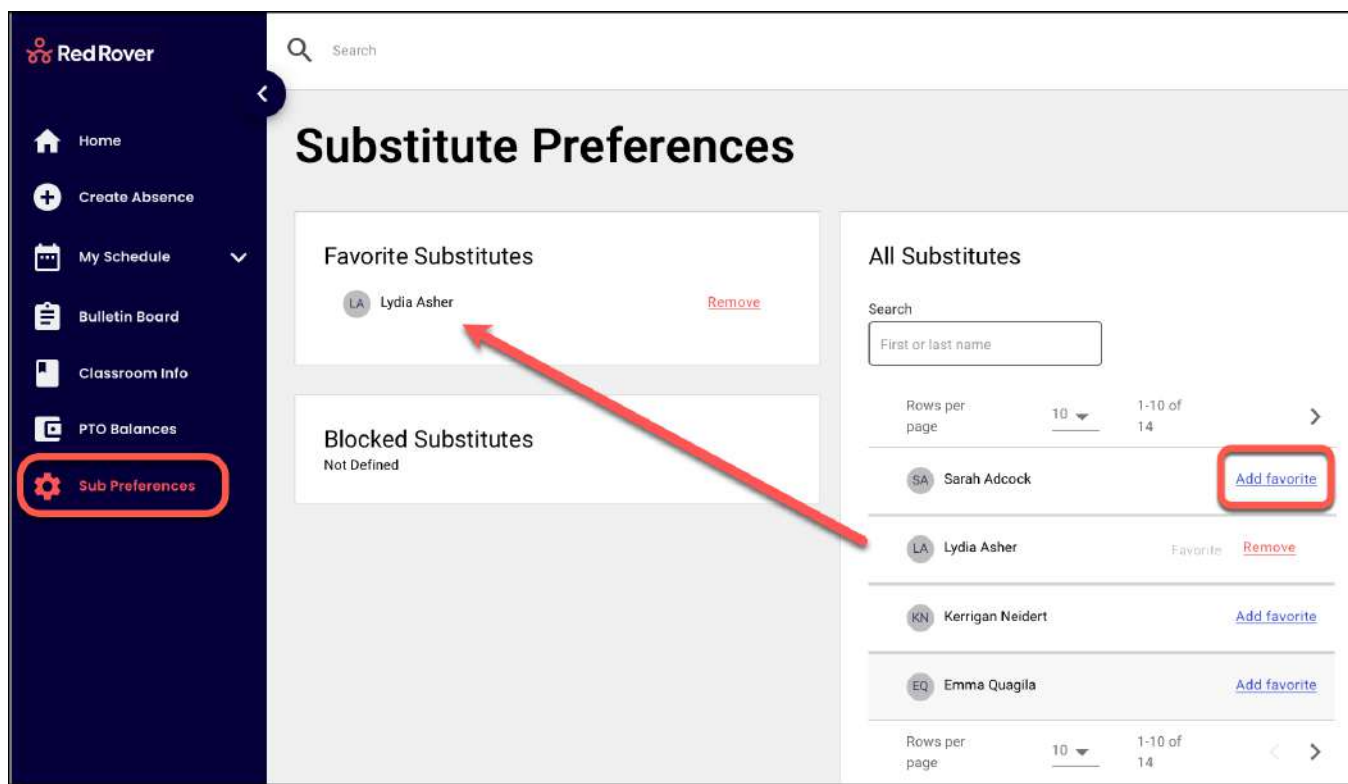 Red Rover
Search
Home
Create Absence
My Schedule
Bulletin Board
Classroom Info
PTO Balances
Sub Preferences
Substitute Preferences
Favorite Substitutes
LA Lydia Asher Remove
Blocked Substitutes
Not Defined
All Substitutes
Search
First or last name
Rows per page 10 1-10 of 14
SA Sarah Adcock Add favorite
LA Lydia Asher Favorite Remove
KN Kerrigan Neidert Add favorite
EQ Emma Quagila Add favorite
Rows per page 10 1-10 of 14